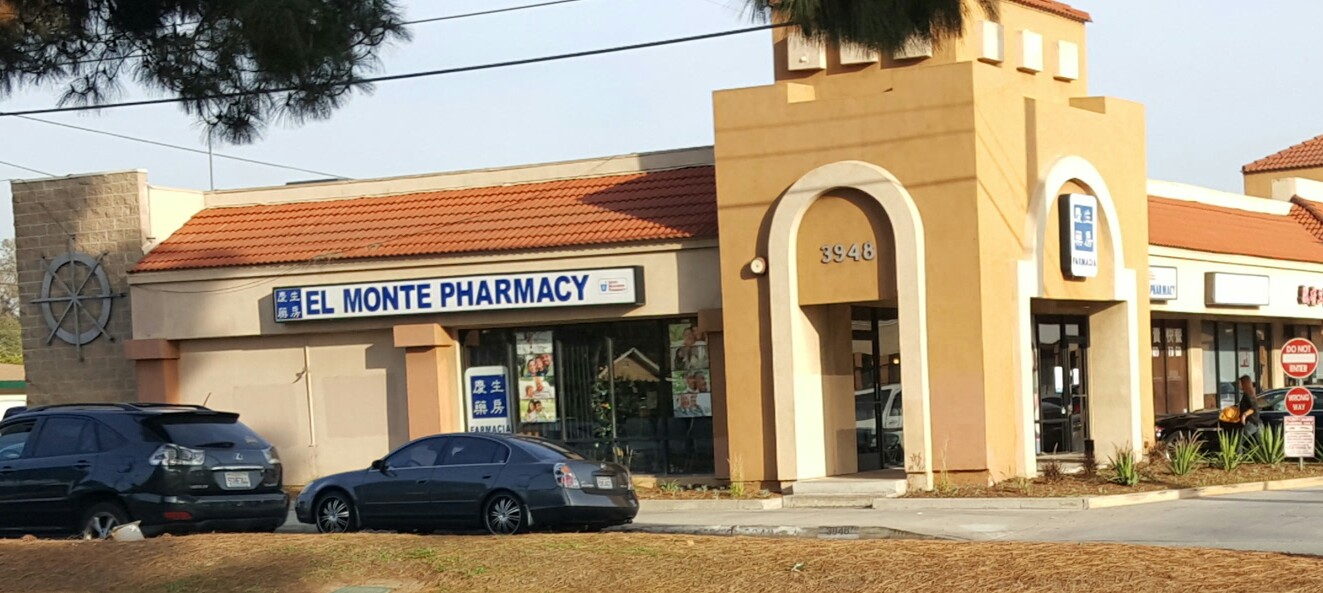 慶生
藥房
EL MONTE PHARMACY
慶生
藥房
FARMACIA
3948
慶生
藥房
FARMACIA
PHARMACY
DO NOT
ENTER
WRONG
WAY
3948